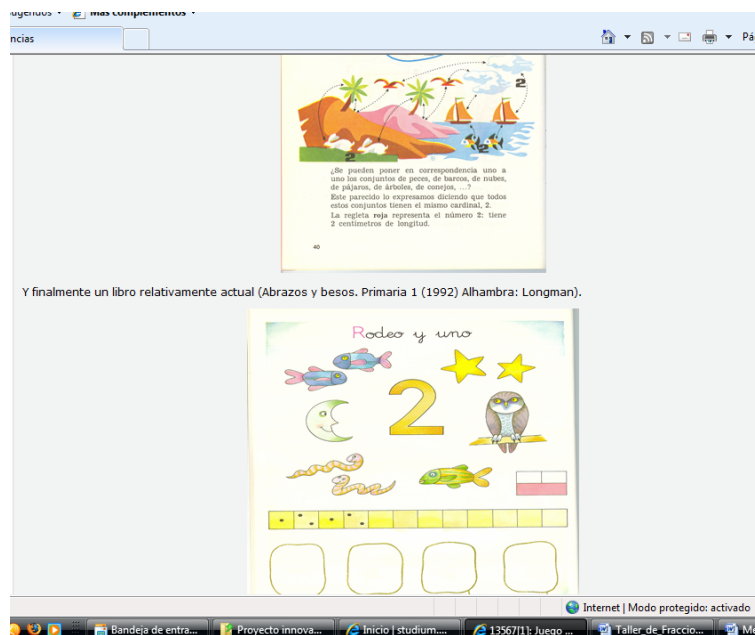 Más complementos
ncias
2
2
2
¿Se pueden poner en correspondencia uno a
uno los conjuntos de peces, de barcos, de nubes,
de pájaros, de árboles, de conejos, ...?
Este parecido lo expresamos diciendo que todos
estos conjuntos tienen el mismo cardinal, 2.
La regleta roja representa el número 2: tiene
2 centímetros de longitud.
40
Y finalmente un libro relativamente actual (Abrazos y besos. Primaria 1 (1992) Alhambra: Longman).
Rodeo y uno
2
Internet | Modo protegido: activado
Bandeja de entra...
Proyecto innova...
Inicio | studium....
13567[1]: Juego ...
Taller_de_Fraccio...